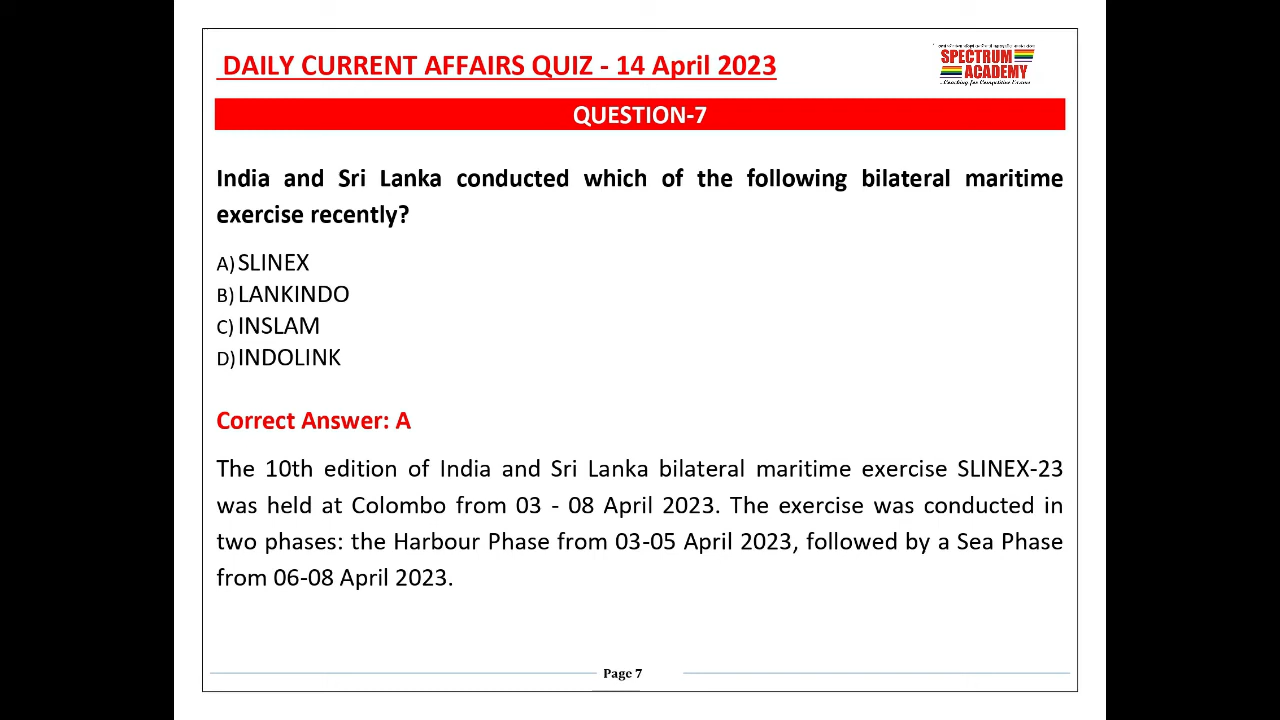 DAILY CURRENT AFFAIRS QUIZ - 14 April 2023
SPECTRUM
ACADEMY
...Coaching for Competitive Exams
QUESTION-7
India and Sri Lanka conducted which of the following bilateral maritime
exercise recently?
A) SLINEX
B) LANKINDO
C) INSLAM
D) INDOLINK
Correct Answer: A
The 10th edition of India and Sri Lanka bilateral maritime exercise SLINEX-23
was held at Colombo from 03 - 08 April 2023. The exercise was conducted in
two phases: the Harbour Phase from 03-05 April 2023, followed by a Sea Phase
from 06-08 April 2023.
Page 7